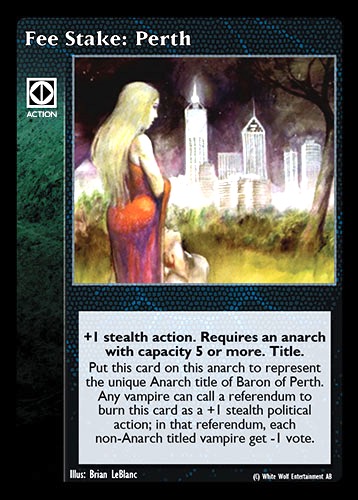 Fee Stake: Perth
ACTION
+1 stealth action. Requires an anarch
with capacity 5 or more. Title.
Put this card on this anarch to represent
the unique Anarch title of Baron of Perth.
Any vampire can call a referendum to
burn this card as a +1 stealth political
action; in that referendum, each
non-Anarch titled vampire get -1 vote.
Illus: Brian LeBlanc
(C) White Wolf Entertainment AB